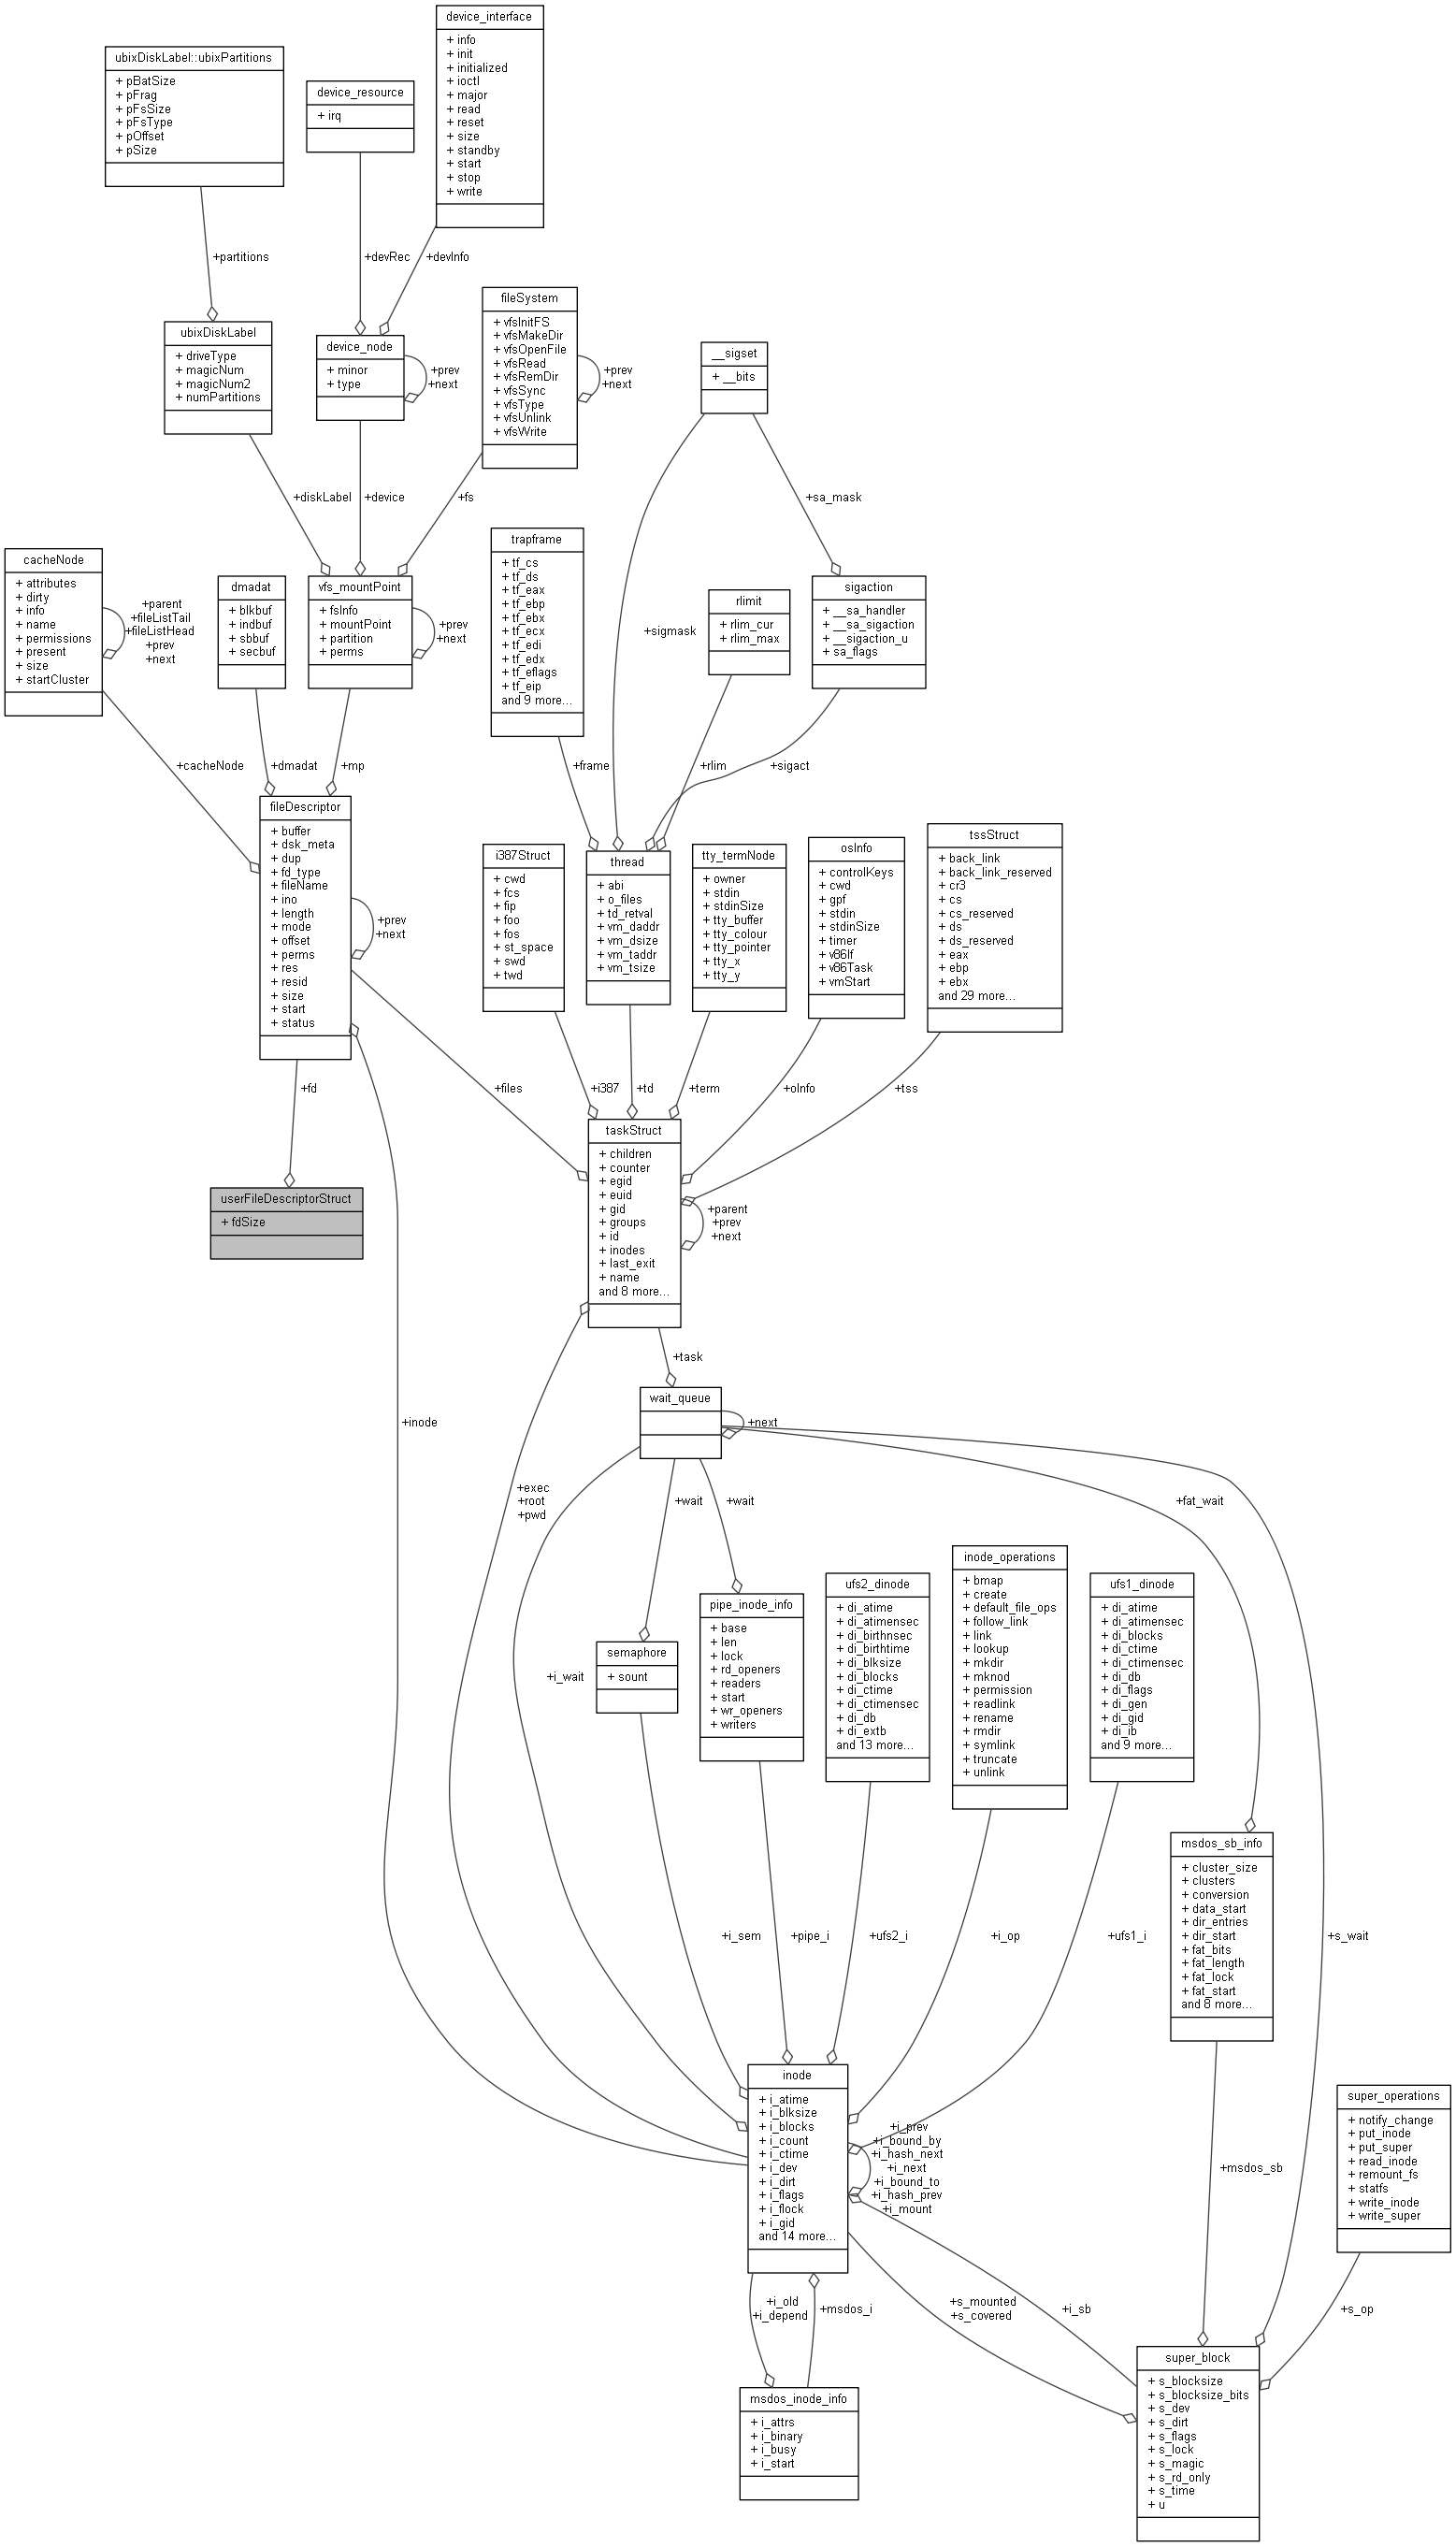 device_interface
+ info
+ init
+ initialized
+ ioctl
+ major
+ read
+ reset
+ size
+ standby
+ start
+ stop
+ write
ubixDiskLabel::ubixPartitions
+ pBatSize
+ pFrag
+ pFsSize
+ pFsType
+ pOffset
+ pSize
device_resource
+ irq
+partitions
+devRec
+devInfo
fileSystem
+ vfsInitFS
+ vfsMakeDir
+ vfsOpenFile
+ vfsRead
+ vfsRemDir
+ vfsSync
+ vfsType
+ vfsUnlink
+ vfsWrite
+prev
+next
ubixDiskLabel
+ driveType
+ magicNum
+ magicNum2
+ numPartitions
device_node
+ minor
+ type
+prev
+next
__sigset
+ __bits
+diskLabel
+device
+fs
+sa_mask
trapframe
+ tf_cs
+ tf_ds
+ tf_eax
+ tf_ebp
+ tf_ebx
+ tf_ecx
+ tf_edi
+ tf_edx
+ tf_eflags
+ tf_eip
and 9 more...
cacheNode
+ attributes
+ dirty
+ info
+ name
+ permissions
+ present
+ size
+ startCluster
+parent
+fileListTail
+fileListHead
+prev
+next
dmadat
+ blkbuf
+ indbuf
+ sbbuf
+ secbuf
vfs_mountPoint
+ fsInfo
+ mountPoint
+ partition
+ perms
+prev
+next
+sigmask
rlimit
+ rlim_cur
+ rlim_max
sigaction
+ __sa_handler
+ __sa_sigaction
+ __sigaction_u
+ sa_flags
+cacheNode
+dmadat
+mp
+frame
+rlim
+sigact
fileDescriptor
+ buffer
+ dsk_meta
+ dup
+ fd_type
+ fileName
+ ino
+ length
+ mode
+ offset
+ perms
+ res
+ resid
+ size
+ start
+ status
+prev
+next
i387Struct
+ cwd
+ fcs
+ fip
+ foo
+ fos
+ st_space
+ swd
+ twd
thread
+ abi
+ o_files
+ td_retval
+ vm_daddr
+ vm_dsize
+ vm_taddr
+ vm_tsize
tty_termNode
+ owner
+ stdin
+ stdinSize
+ tty_buffer
+ tty_colour
+ tty_pointer
+ tty_x
+ tty_y
osInfo
+ controlKeys
+ cwd
+ gpf
+ stdin
+ stdinSize
+ timer
+ v86If
+ v86Task
+ vmStart
tssStruct
+ back_link
+ back_link_reserved
+ cr3
+ cs
+ cs_reserved
+ ds
+ ds_reserved
+ eax
+ ebp
+ ebx
and 29 more...
+fd
+files
+i387
+td
+term
+oInfo
+tss
userFileDescriptorStruct
+ fdSize
taskStruct
+ children
+ counter
+ egid
+ euid
+ gid
+ groups
+ id
+ inodes
+ last_exit
+ name
and 8 more...
+parent
+prev
+next
+task
wait_queue
+next
+inode
+exec
+root
+pwd
+wait
+wait
+fat_wait
inode_operations
+ bmap
+ create
+ default_file_ops
+ follow_link
+ link
+ lookup
+ mkdir
+ mknod
+ permission
+ readlink
+ rename
+ rmdir
+ symlink
+ truncate
+ unlink
ufs2_dinode
+ di_atime
+ di_atimensec
+ di_birthnsec
+ di_birthtime
+ di_blksize
+ di_blocks
+ di_ctime
+ di_ctimensec
+ di_db
+ di_extb
and 13 more...
ufs1_dinode
+ di_atime
+ di_atimensec
+ di_blocks
+ di_ctime
+ di_ctimensec
+ di_db
+ di_flags
+ di_gen
+ di_gid
+ di_ib
and 9 more...
pipe_inode_info
+ base
+ len
+ lock
+ rd_openers
+ readers
+ start
+ wr_openers
+ writers
semaphore
+ sount
+i_wait
msdos_sb_info
+ cluster_size
+ clusters
+ conversion
+ data_start
+ dir_entries
+ dir_start
+ fat_bits
+ fat_length
+ fat_lock
+ fat_start
and 8 more...
+i_sem
+pipe_i
+ufs2_i
+i_op
+ufs1_i
+s_wait
inode
+ i_atime
+ i_blksize
+ i_blocks
+ i_count
+ i_ctime
+ i_dev
+ i_dirt
+ i_flags
+ i_flock
+ i_gid
and 14 more...
+i_prev
+i_bound_by
+i_hash_next
+i_next
+i_bound_to
+i_hash_prev
+i_mount
+msdos_sb
super_operations
+ notify_change
+ put_inode
+ put_super
+ read_inode
+ remount_fs
+ statfs
+ write_inode
+ write_super
+i_old
+i_depend
+msdos_i
+s_mounted
+s_covered
+i_sb
+s_op
msdos_inode_info
+ i_attrs
+ i_binary
+ i_busy
+ i_start
super_block
+ s_blocksize
+ s_blocksize_bits
+ s_dev
+ s_dirt
+ s_flags
+ s_lock
+ s_magic
+ s_rd_only
+ s_time
+ u